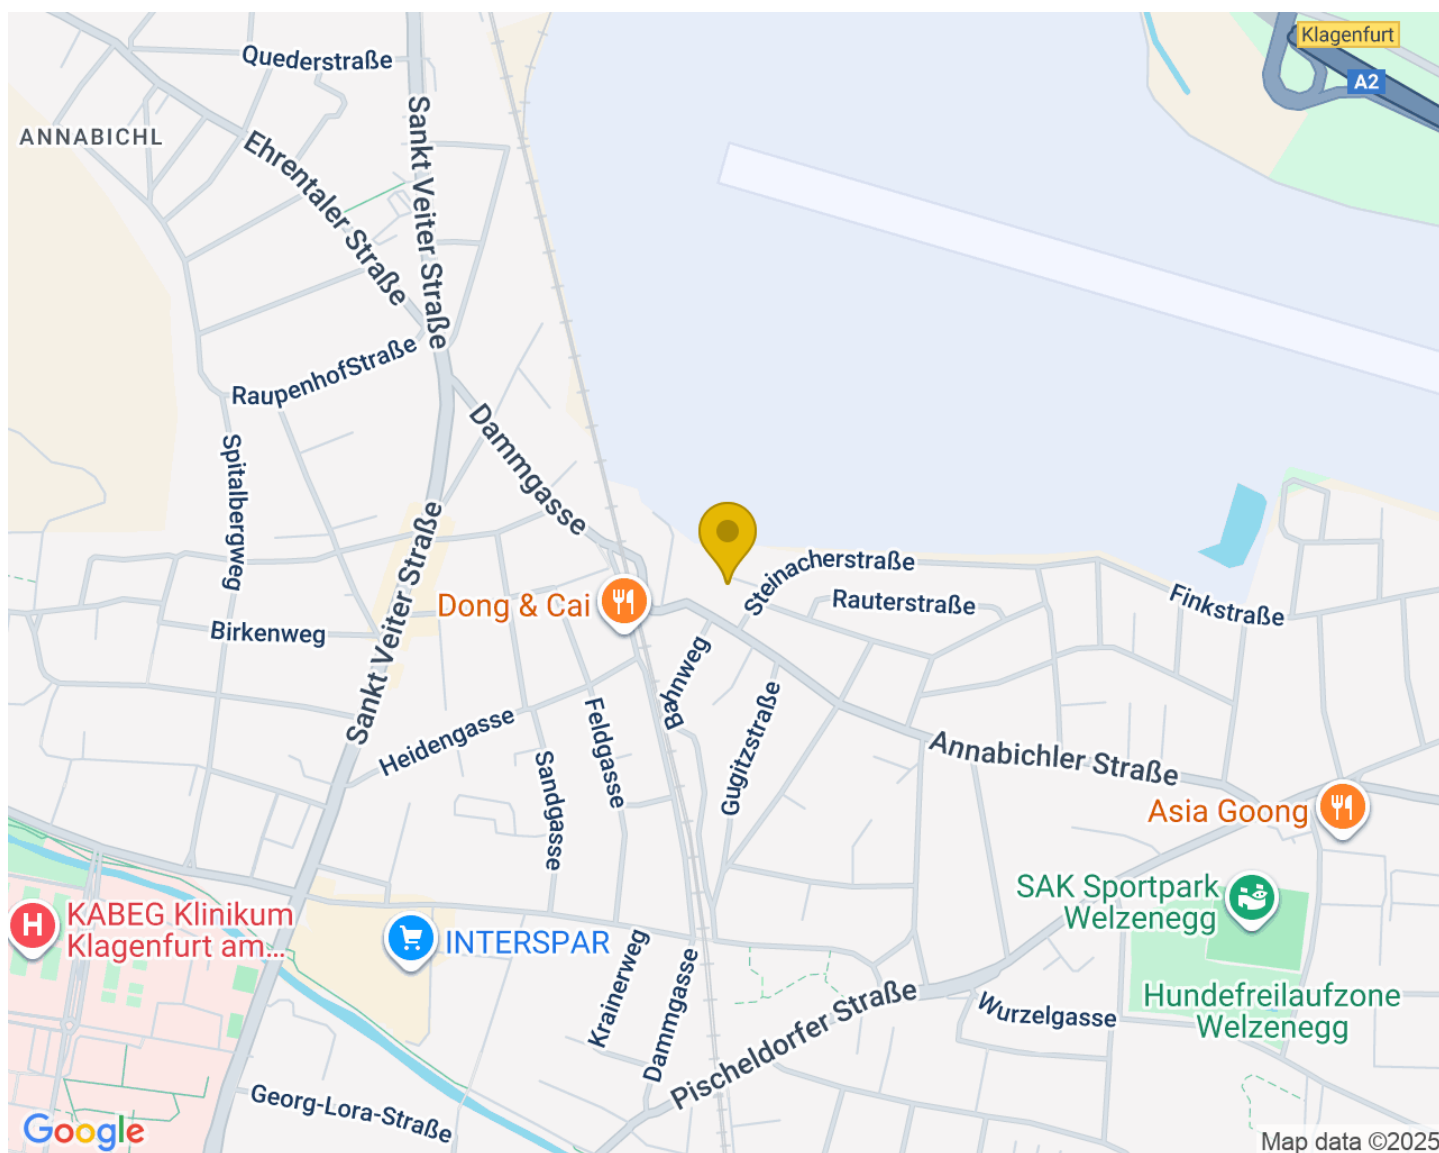 Klagenfurt
Quederstraße
A2
ANNABICHL
Ehrentaler Straße
Sankt Veiter Straße
RaupenhofStraße
Dammgasse
Spitalbergweg
Sankt Veiter Straße
Steinacherstraße
Rauterstraße
Finkstraße
Dong & Cai
Birkenweg
Bahnweg
Heidengasse
Feldgasse
Gugitzstraße
Sandgasse
Annabichler Straße
Asia Goong
SAK Sportpark
Welzenegg
KABEG Klinikum
Klagenfurt am...
H
INTERSPAR
Krainerweg
Dammgasse
Pischeldorfer Straße
Wurzelgasse
Hundefreilaufzone
Welzenegg
Georg-Lora-Straße
Google
Map data ©2025